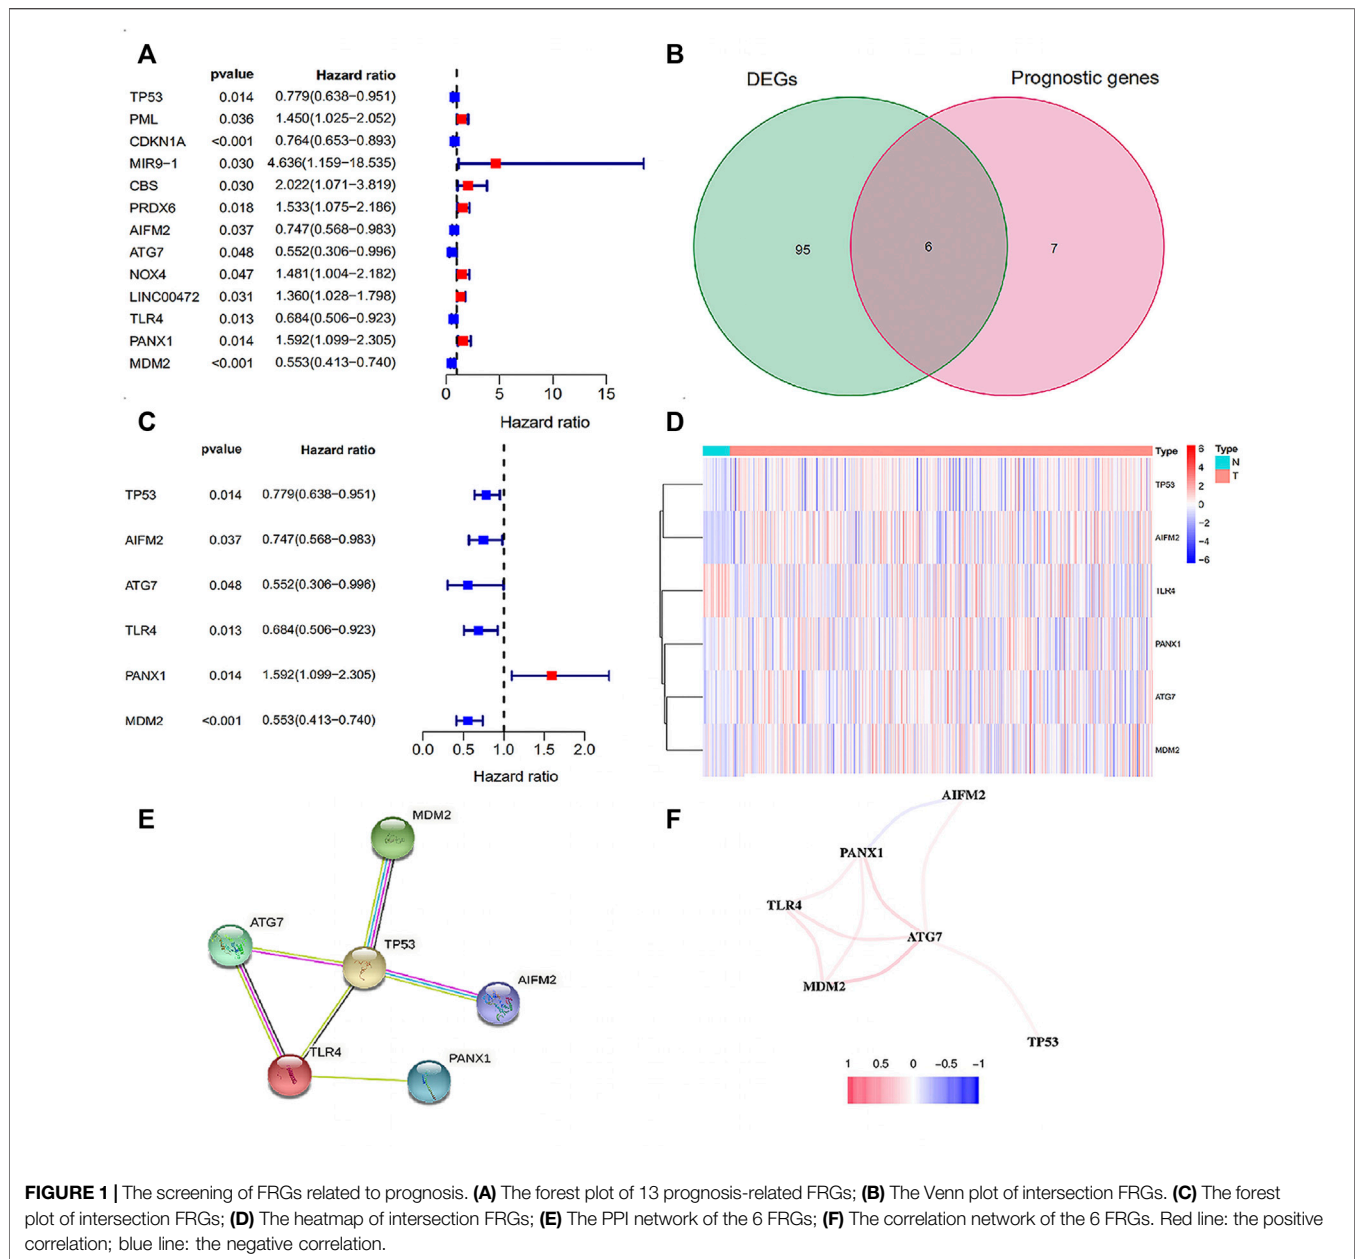 A
pvalue Hazard ratio
TP53 0.014 0.779(0.638−0.951)
PML 0.036 1.450(1.025−2.052)
CDKN1A <0.001 0.764(0.653−0.893)
MIR9−1 0.030 4.636(1.159−18.535)
CBS 0.030 2.022(1.071−3.819)
PRDX6 0.018 1.533(1.075−2.186)
AIFM2 0.037 0.747(0.568−0.983)
ATG7 0.048 0.552(0.306−0.996)
NOX4 0.047 1.481(1.004−2.182)
LINC00472 0.031 1.360(1.028−1.798)
TLR4 0.013 0.684(0.506−0.923)
PANX1 0.014 1.592(1.099−2.305)
MDM2 <0.001 0.553(0.413−0.740)
0 5 10 15
Hazard ratio
B
DEGs Prognostic genes
95 6 7
C
pvalue Hazard ratio
TP53 0.014 0.779(0.638−0.951)
AIFM2 0.037 0.747(0.568−0.983)
ATG7 0.048 0.552(0.306−0.996)
TLR4 0.013 0.684(0.506−0.923)
PANX1 0.014 1.592(1.099−2.305)
MDM2 <0.001 0.553(0.413−0.740)
0.0 0.5 1.0 1.5 2.0
Hazard ratio
D
Type
TP53
AIFM2
TLR4
PANX1
ATG7
MDM2
6
4
2
0
−2
−4
−6
Type
N
T
E
MDM2
ATG7
TP53
AIFM2
TLR4
PANX1
F
AIFM2
PANX1
TLR4
ATG7
MDM2
TP53
1 0.5 0 −0.5 −1
FIGURE 1 | The screening of FRGs related to prognosis. (A) The forest plot of 13 prognosis-related FRGs; (B) The Venn plot of intersection FRGs. (C) The forest
plot of intersection FRGs; (D) The heatmap of intersection FRGs; (E) The PPI network of the 6 FRGs; (F) The correlation network of the 6 FRGs. Red line: the positive
correlation; blue line: the negative correlation.